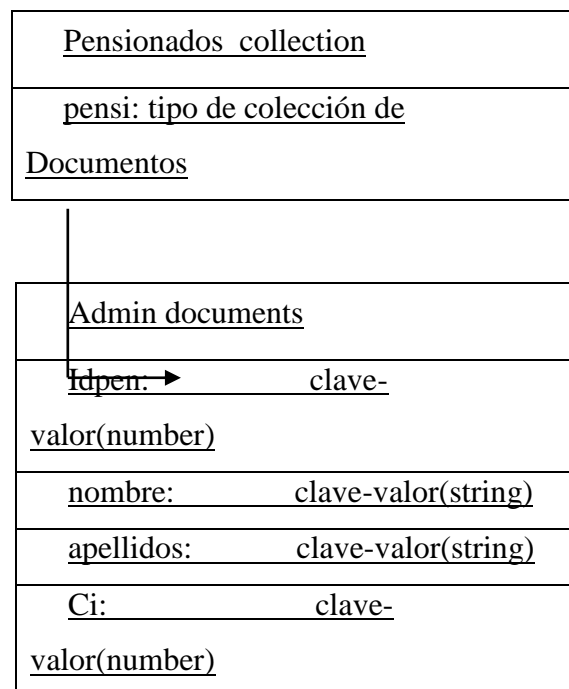 Pensionados collection
pensi: tipo de colección de
Documentos
Admin documents
Idpen: clave-
valor(number)
nombre: clave-valor(string)
apellidos: clave-valor(string)
Ci: clave-
valor(number)